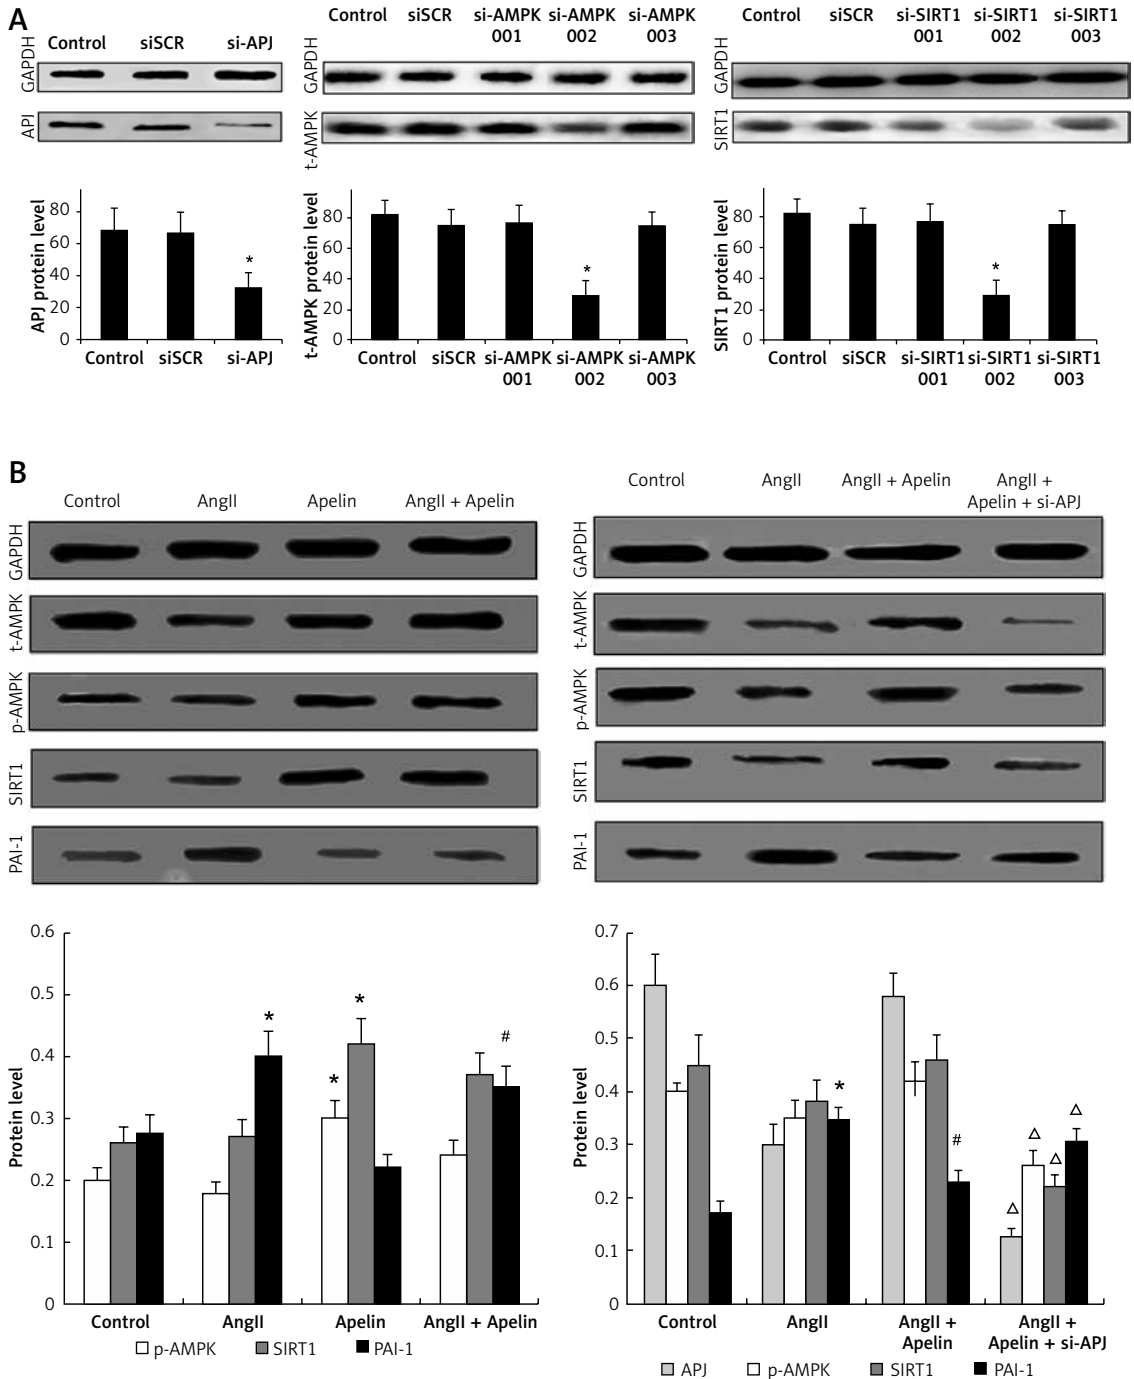 A
Control siSCR si-APJ
GAPDH
API
APJ protein level
80
60
40
20
0
*
Control siSCR si-APJ
Control siSCR si-AMPK si-AMPK si-AMPK
001 002 003
GAPDH
t-AMPK
t-AMPK protein level
80
60
40
20
0
*
Control siSCR si-AMPK si-AMPK si-AMPK
001 002 003
Control siSCR si-SIRT1 si-SIRT1 si-SIRT1
001 002 003
GAPDH
SIRT1
SIRT1 protein level
80
60
40
20
0
*
Control siSCR si-SIRT1 si-SIRT1 si-SIRT1
001 002 003
B
Control AngII Apelin AngII + Apelin
GAPDH
t-AMPK
p-AMPK
SIRT1
PAI-1
Control AngII AngII + Apelin AngII +
Apelin + si-APJ
GAPDH
t-AMPK
p-AMPK
SIRT1
PAI-1
Protein level
0.6
0.5
0.4
0.3
0.2
0.1
0
* * * #
Control AngII Apelin AngII + Apelin
p-AMPK SIRT1 PAI-1
Protein level
0.7
0.6
0.5
0.4
0.3
0.2
0.1
0
* # Δ Δ Δ Δ
Control AngII AngII + AngII +
Apelin Apelin + si-APJ
APJ p-AMPK SIRT1 PAI-1